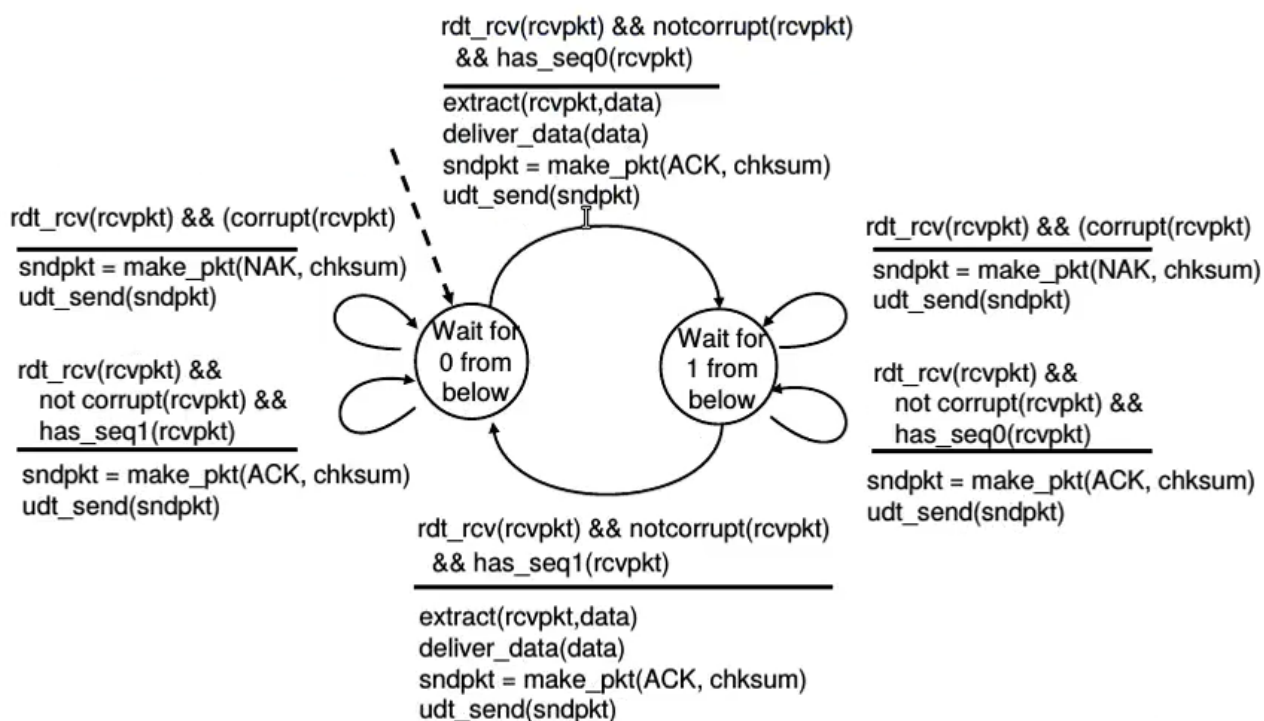 rdt_rcv(rcvpkt) && notcorrupt(rcvpkt)
&& has_seq0(rcvpkt)
extract(rcvpkt,data)
deliver_data(data)
sndpkt = make_pkt(ACK, chksum)
udt_send(sndpkt)
rdt_rcv(rcvpkt) && (corrupt(rcvpkt)
sndpkt = make_pkt(NAK, chksum)
udt_send(sndpkt)
rdt_rcv(rcvpkt) &&
not corrupt(rcvpkt) &&
has_seq1(rcvpkt)
sndpkt = make_pkt(ACK, chksum)
udt_send(sndpkt)
Wait for
0 from
below
Wait for
1 from
below
rdt_rcv(rcvpkt) && (corrupt(rcvpkt)
sndpkt = make_pkt(NAK, chksum)
udt_send(sndpkt)
rdt_rcv(rcvpkt) &&
not corrupt(rcvpkt) &&
has_seq0(rcvpkt)
sndpkt = make_pkt(ACK, chksum)
udt_send(sndpkt)
rdt_rcv(rcvpkt) && notcorrupt(rcvpkt)
&& has_seq1(rcvpkt)
extract(rcvpkt,data)
deliver_data(data)
sndpkt = make_pkt(ACK, chksum)
udt_send(sndpkt)